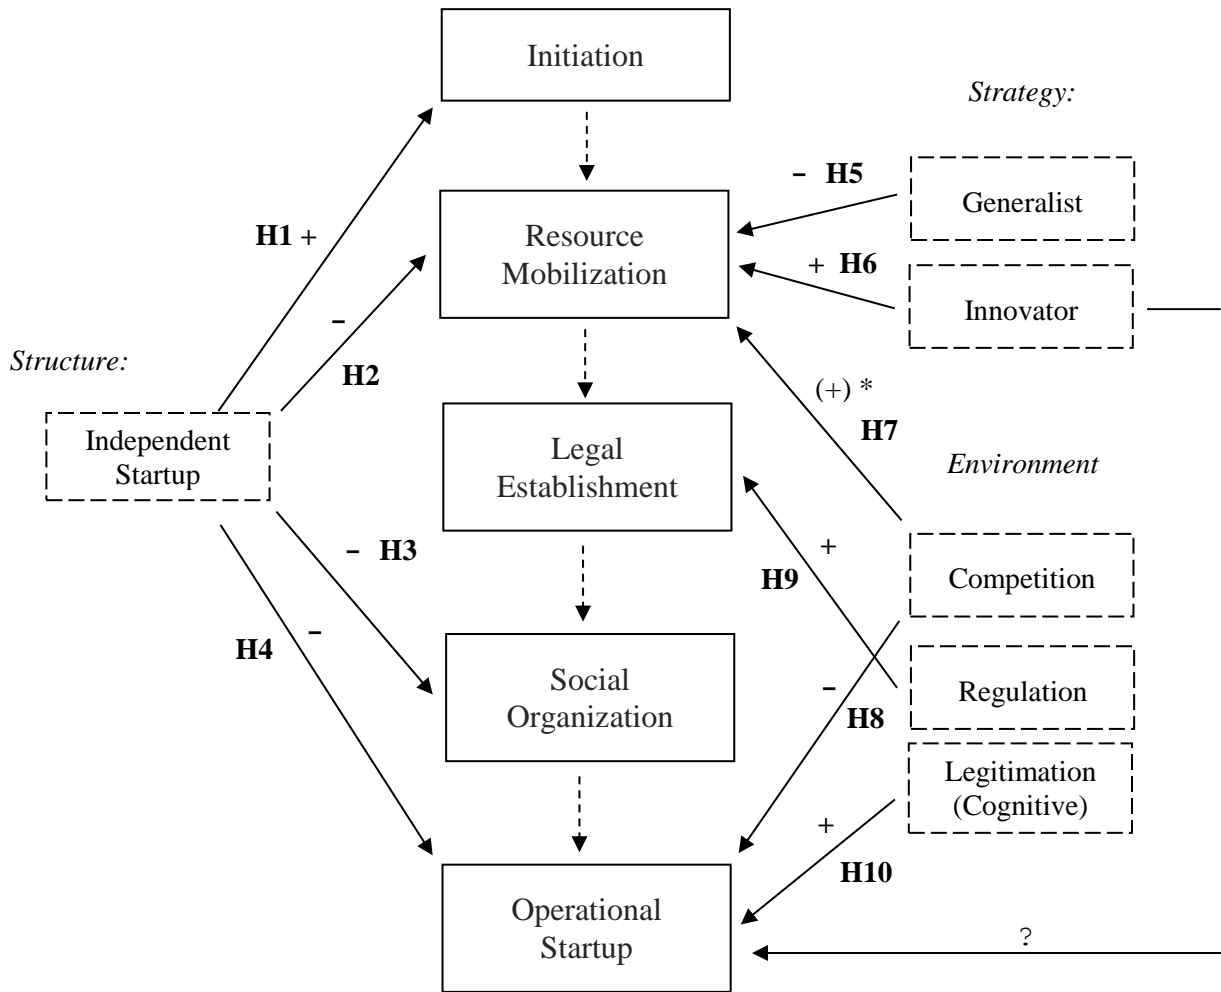 Initiation
Strategy:
− H5
Generalist
H1 +
Resource
Mobilization
+ H6
Innovator
−
H2
Structure:
(+) *
H7
Independent
Startup
Legal
Establishment
Environment
− H3
+
H9
Competition
H4
−
Social
Organization
−
H8
Regulation
Legitimation
(Cognitive)
+
H10
Operational
Startup
?